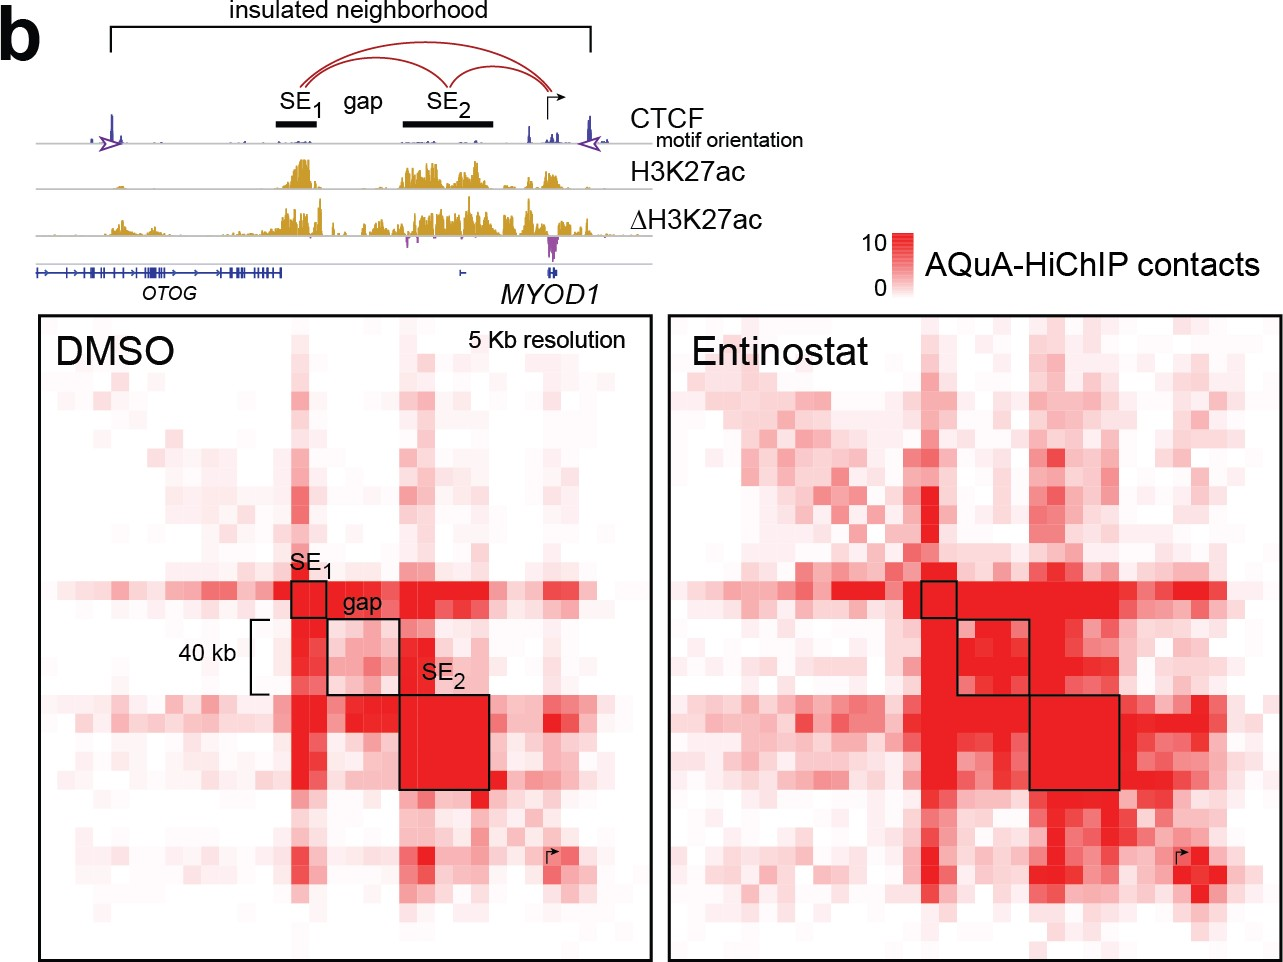 b
insulated neighborhood
SE1 gap SE2
CTCF
motif orientation
H3K27ac
ΔH3K27ac
OTOG
MYOD1
10
0
AQuA-HiChIP contacts
DMSO
5 Kb resolution
SE1
gap
40 kb
SE2
Entinostat